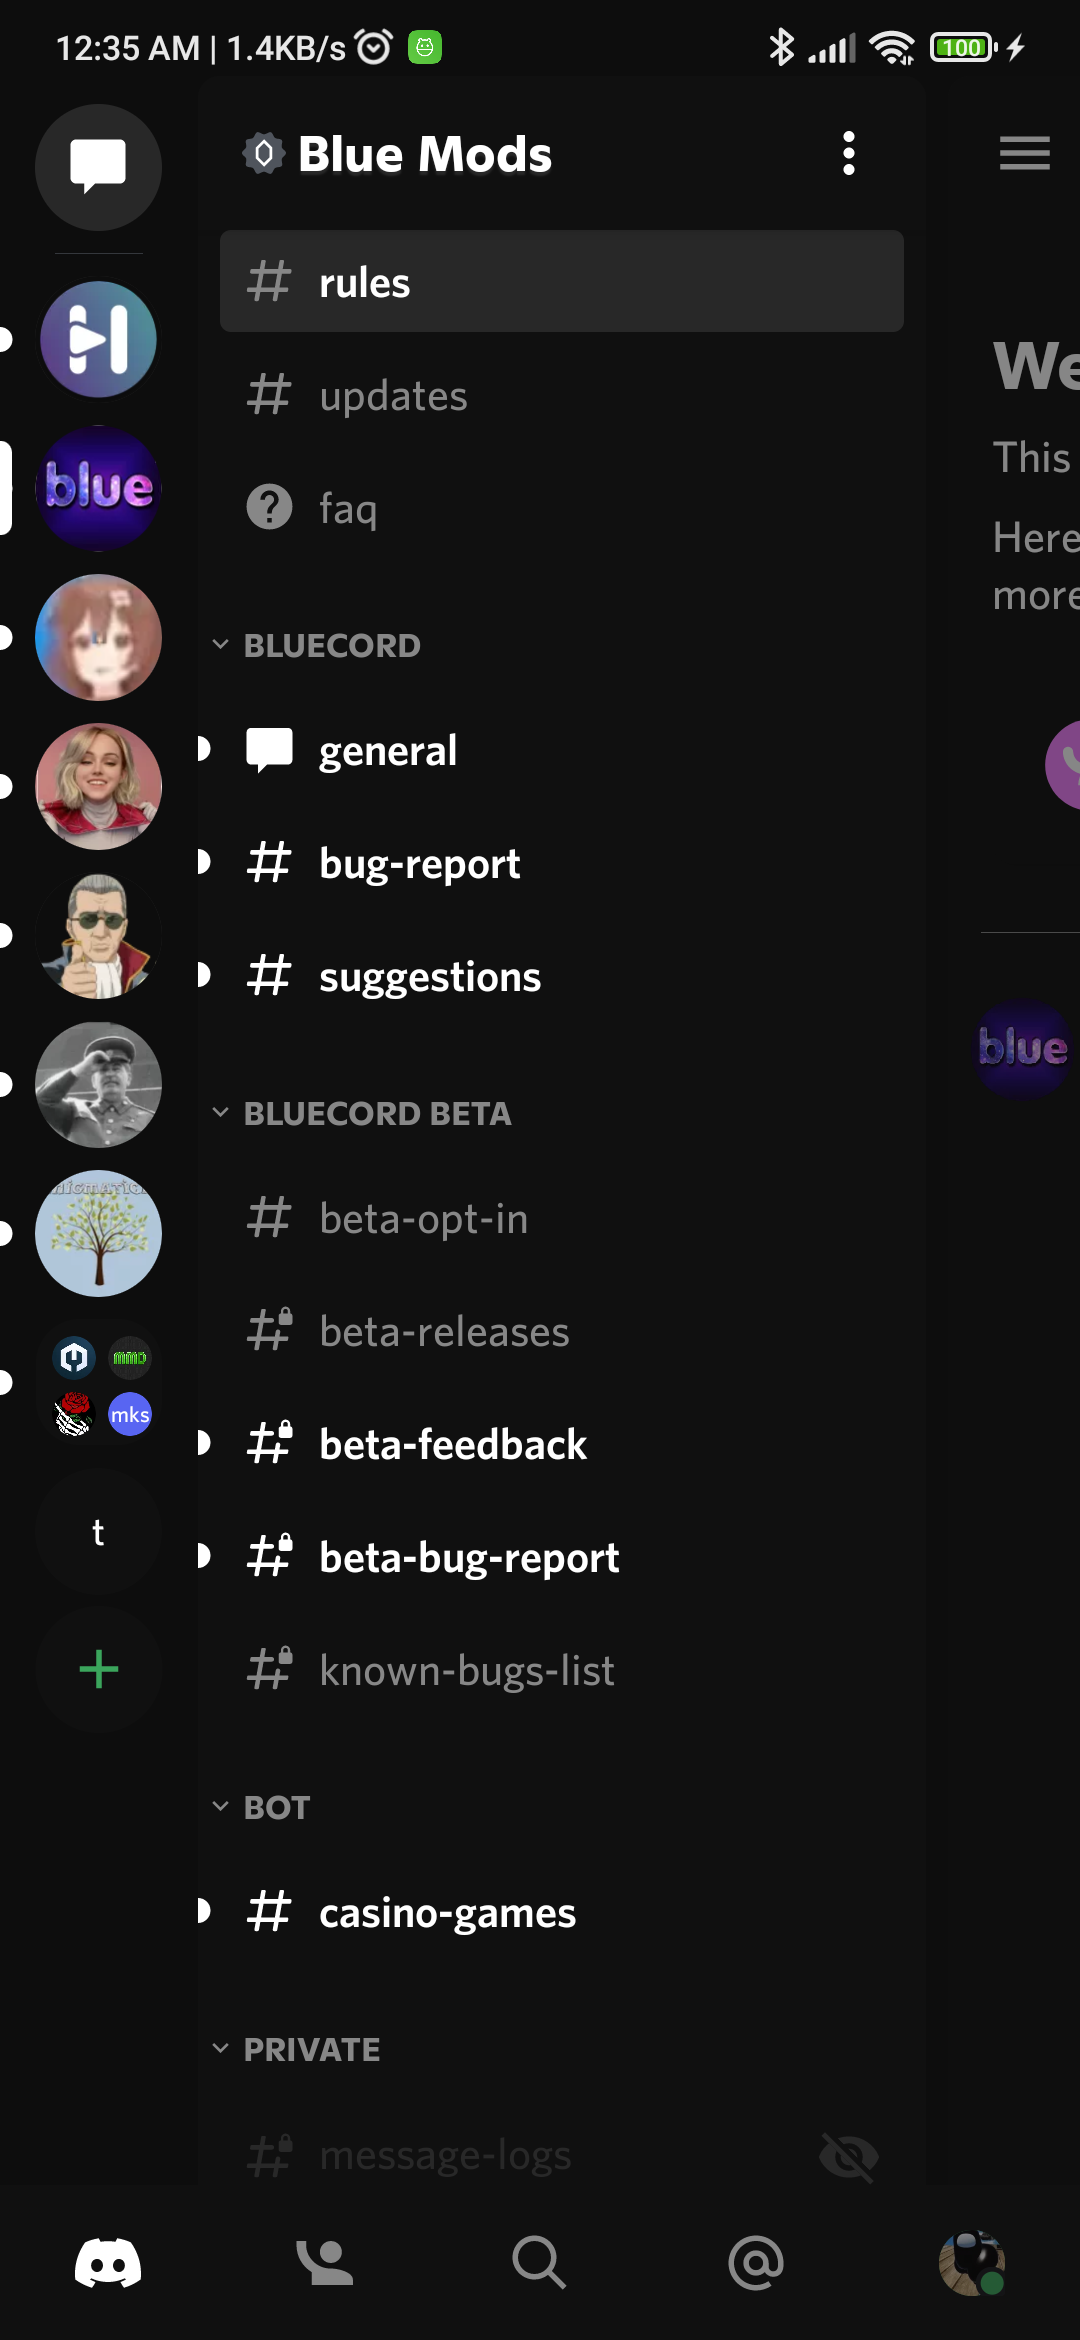 12:35 AM | 1.4KB/s
100
Blue Mods
rules
updates
faq
BLUECORD
general
bug-report
suggestions
BLUECORD BETA
beta-opt-in
beta-releases
beta-feedback
beta-bug-report
known-bugs-list
BOT
casino-games
PRIVATE
message-logs
blue
mmd
mks
t
We
This
Here
more
blue